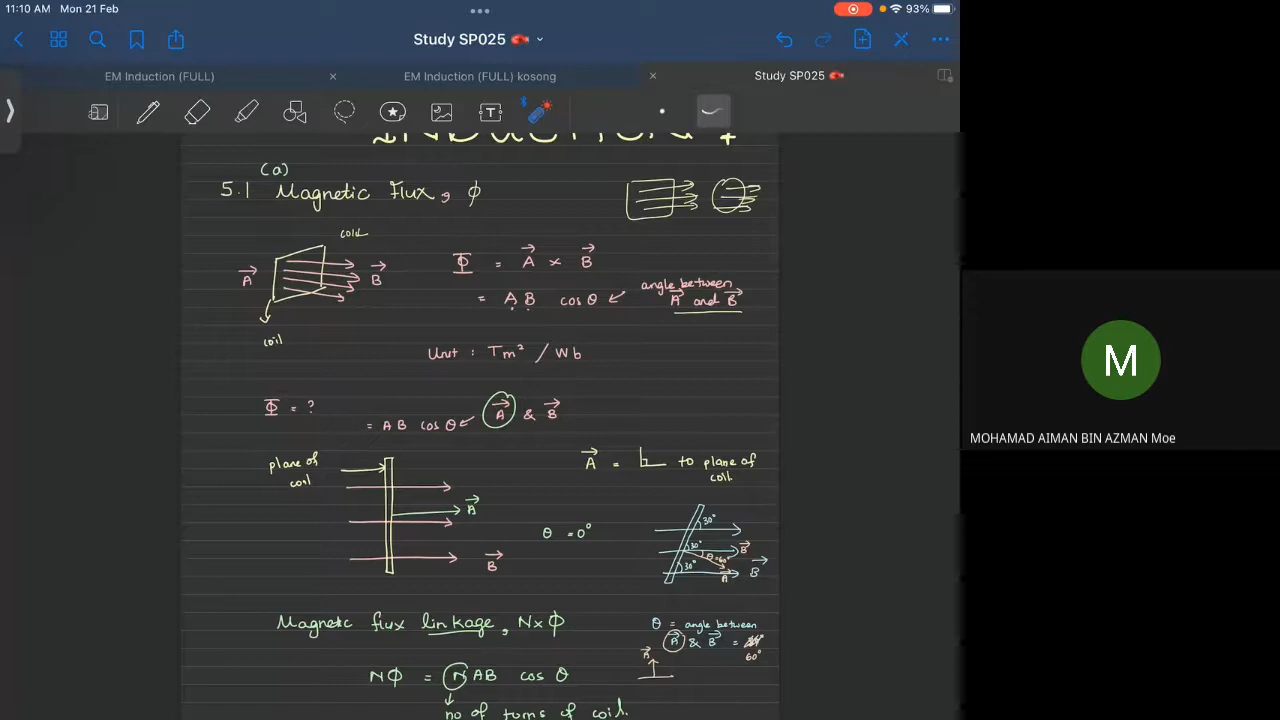 11:10 AM Mon 21 Feb
93%
Study SP025
EM Induction (FULL)
EM Induction (FULL) kosong
Study SP025
T
(a)
5.1 Magnetic Flux, ϕ
coil
A B
coil
Φ = A × B
= AB cos θ
angle between
A and B
Unit : Tm² / Wb
Φ = ?
= AB cos θ A & B
plane of
coil
A
B
θ = 0°
A = to plane of
coil
30°
30°
30°
θ=60°
B
A
B
Magnetic flux linkage, N×ϕ
θ = angle between
A & B =
60°
A
Nϕ = N AB cos θ
no of turns of coil.
M
MOHAMAD AIMAN BIN AZMAN Moe